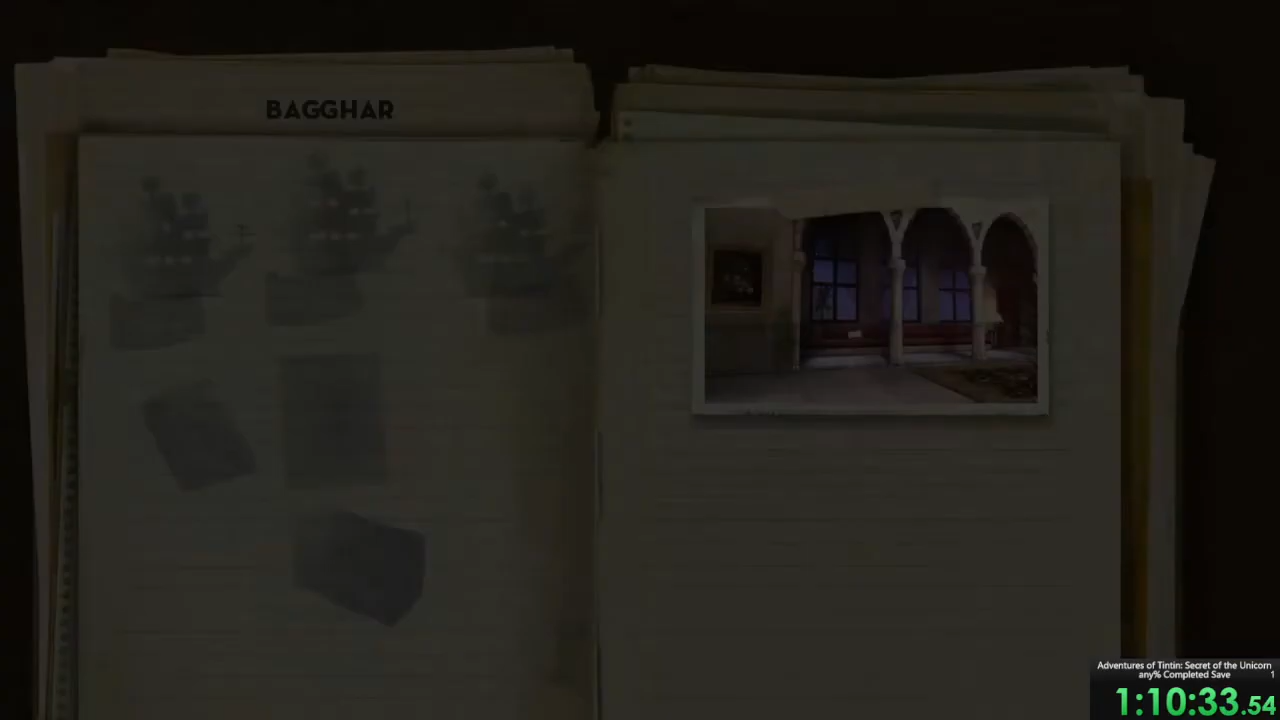 BAGGHAR
Adventures of Tintin: Secret of the Unicorn
any% Completed Save 1
1:10:33.54